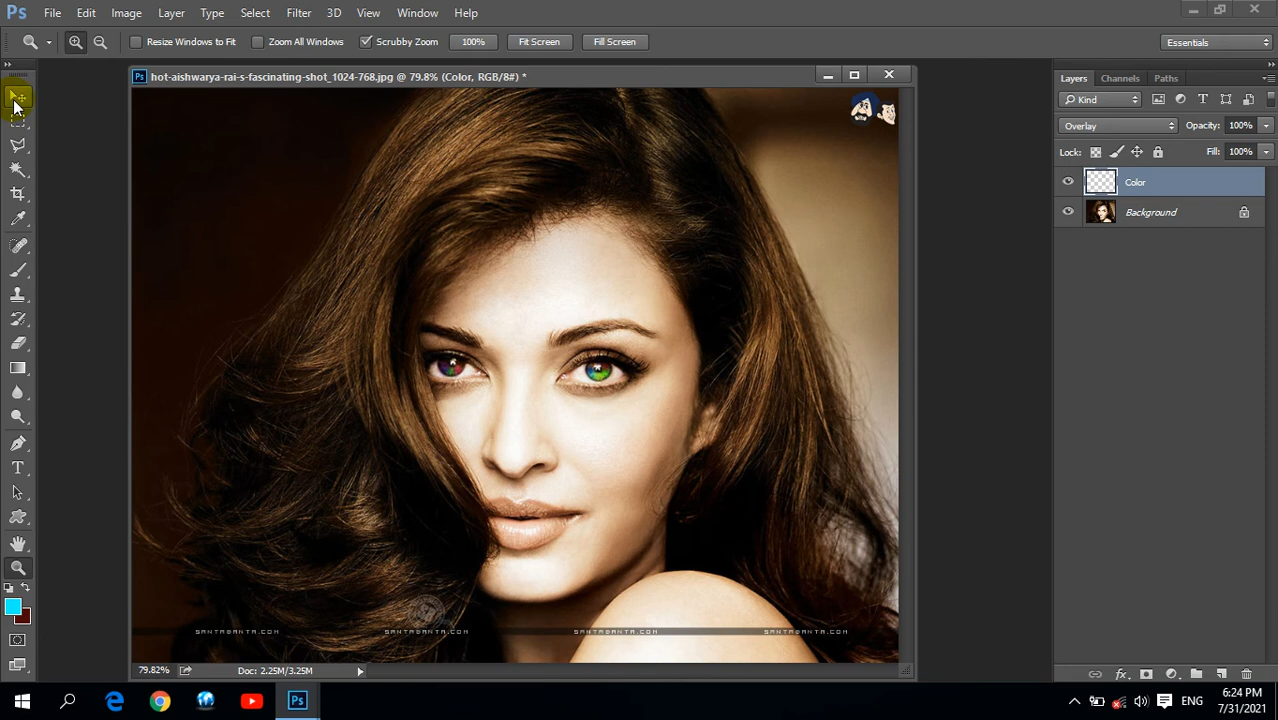 Ps File Edit Image Layer Type Select Filter 3D View Window Help
Resize Windows to Fit Zoom All Windows Scrubby Zoom 100% Fit Screen Fill Screen Essentials
Ps hot-aishwarya-rai-s-fascinating-shot_1024-768.jpg @ 79.8% (Color, RGB/8#) *
Layers Channels Paths
Kind
Overlay Opacity: 100%
Lock: Fill: 100%
Color
Background
SANTABANTA.COM SANTABANTA.COM SANTABANTA.COM SANTABANTA.COM
79.82% Doc: 2.25M/3.25M
Ps ENG 6:24 PM
7/31/2021